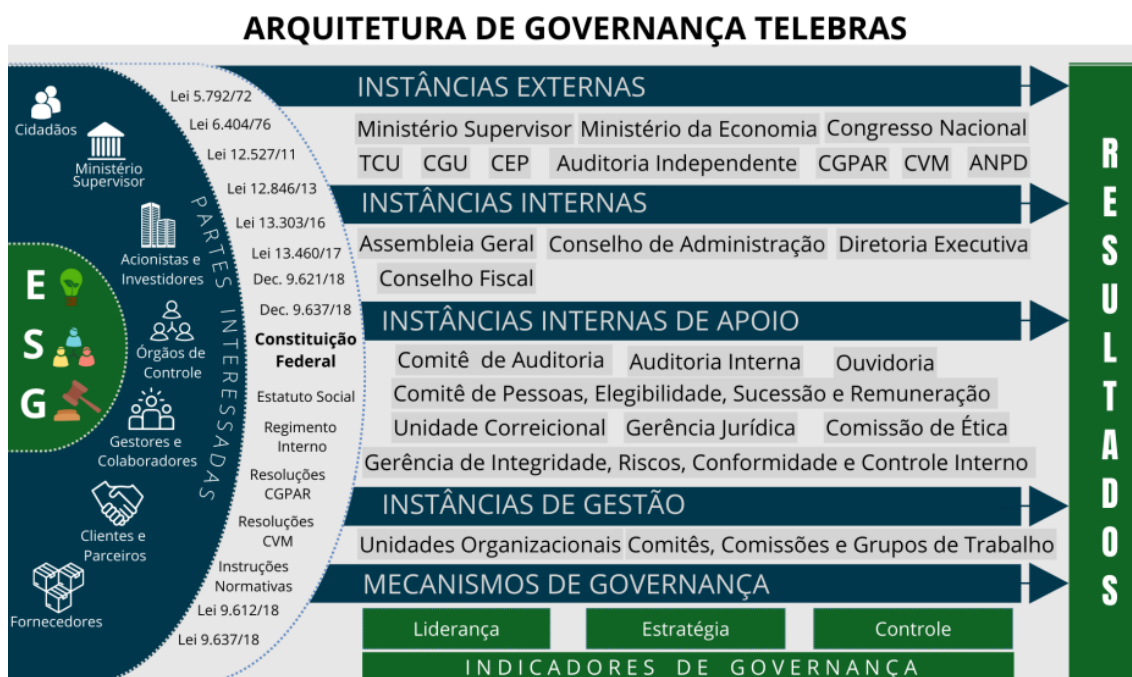 ARQUITETURA DE GOVERNANÇA TELEBRAS
Cidadãos
Ministério
Supervisor
Acionistas e
Investidores
Órgãos de
Controle
Gestores e
Colaboradores
Clientes e
Parceiros
Fornecedores
E
S
G
PARTES INTERESSADAS
Lei 5.792/72
Lei 6.404/76
Lei 12.527/11
Lei 12.846/13
Lei 13.303/16
Lei 13.460/17
Dec. 9.621/18
Dec. 9.637/18
Constituição
Federal
Estatuto Social
Regimento
Interno
Resoluções
CGPAR
Resoluções
CVM
Instruções
Normativas
Lei 9.612/18
Lei 9.637/18
INSTÂNCIAS EXTERNAS
Ministério Supervisor Ministério da Economia Congresso Nacional
TCU CGU CEP Auditoria Independente CGPAR CVM ANPD
INSTÂNCIAS INTERNAS
Assembleia Geral Conselho de Administração Diretoria Executiva
Conselho Fiscal
INSTÂNCIAS INTERNAS DE APOIO
Comitê de Auditoria Auditoria Interna Ouvidoria
Comitê de Pessoas, Elegibilidade, Sucessão e Remuneração
Unidade Correicional Gerência Jurídica Comissão de Ética
Gerência de Integridade, Riscos, Conformidade e Controle Interno
INSTÂNCIAS DE GESTÃO
Unidades Organizacionais Comitês, Comissões e Grupos de Trabalho
MECANISMOS DE GOVERNANÇA
Liderança Estratégia Controle
INDICADORES DE GOVERNANÇA
RESULTADOS